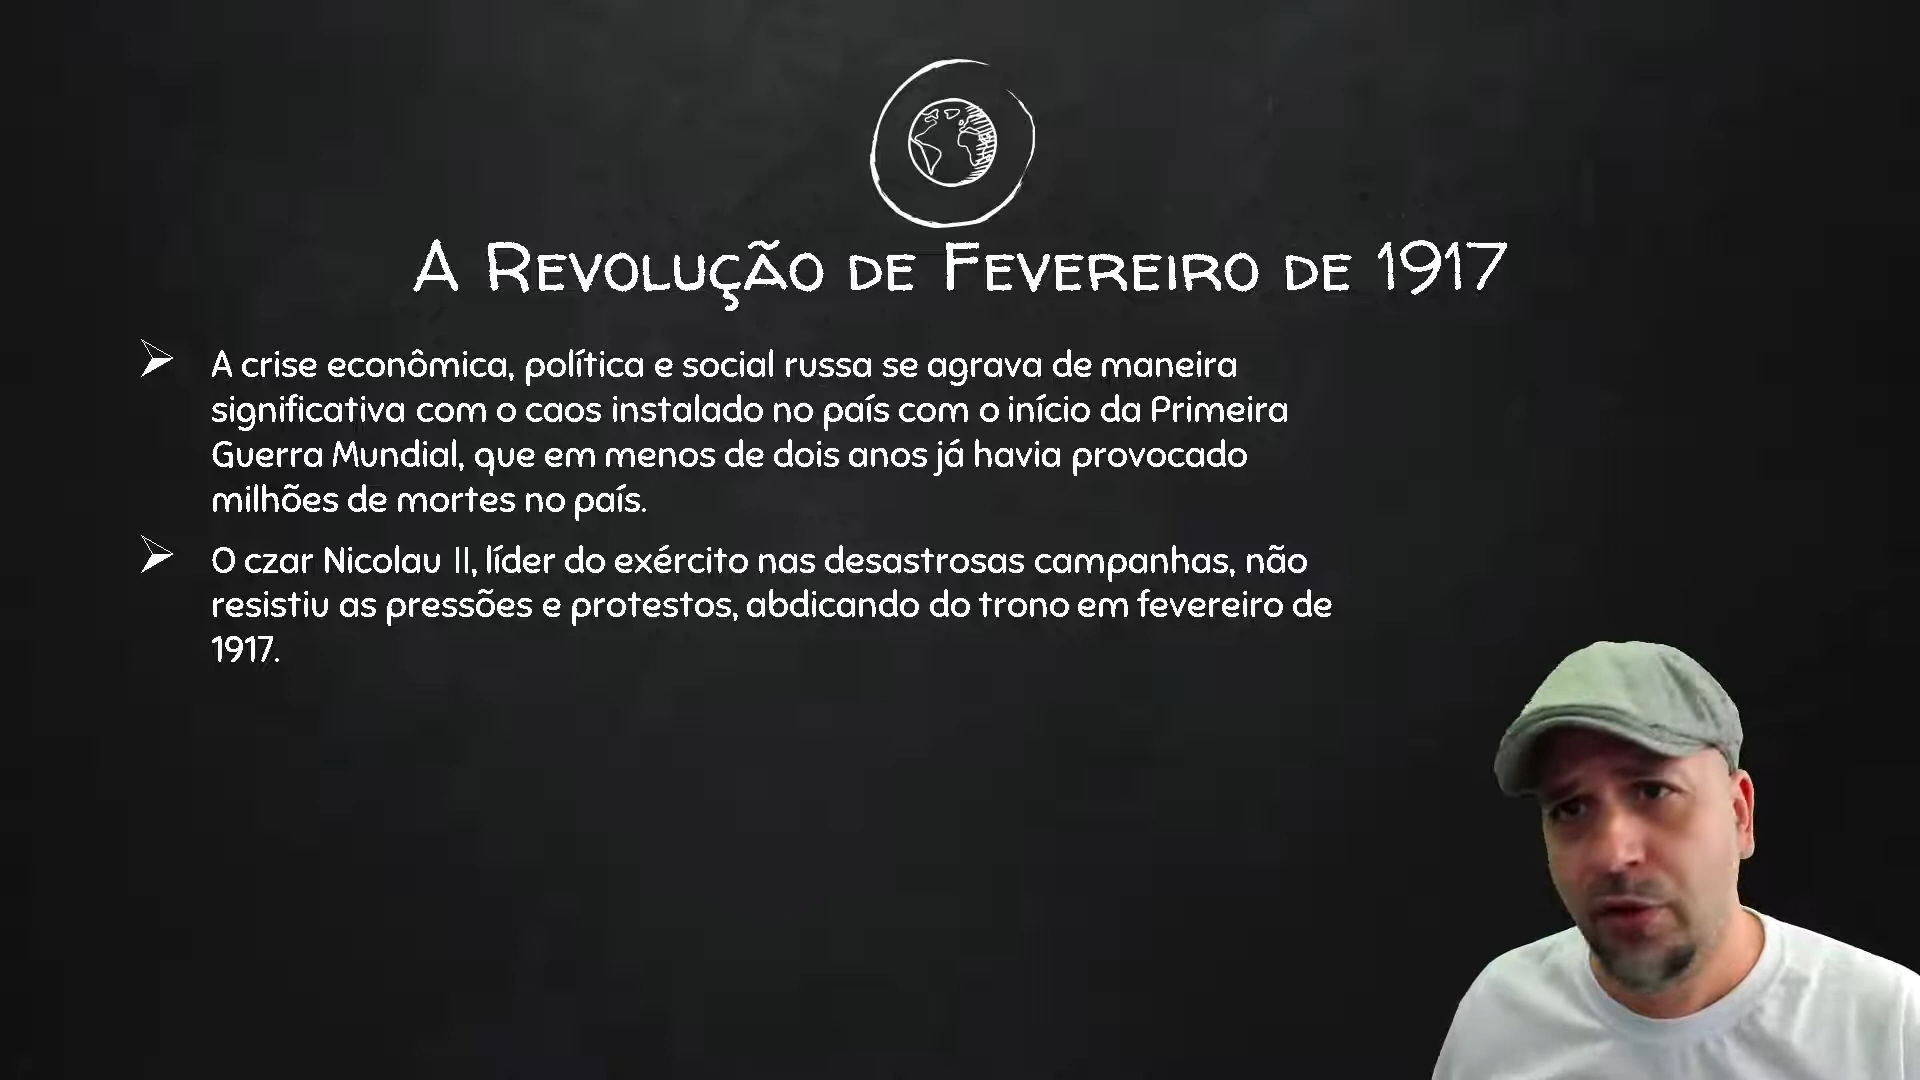 A Revolução de Fevereiro de 1917
A crise econômica, política e social russa se agrava de maneira
significativa com o caos instalado no país com o início da Primeira
Guerra Mundial, que em menos de dois anos já havia provocado
milhões de mortes no país.
O czar Nicolau II, líder do exército nas desastrosas campanhas, não
resistiu as pressões e protestos, abdicando do trono em fevereiro de
1917.